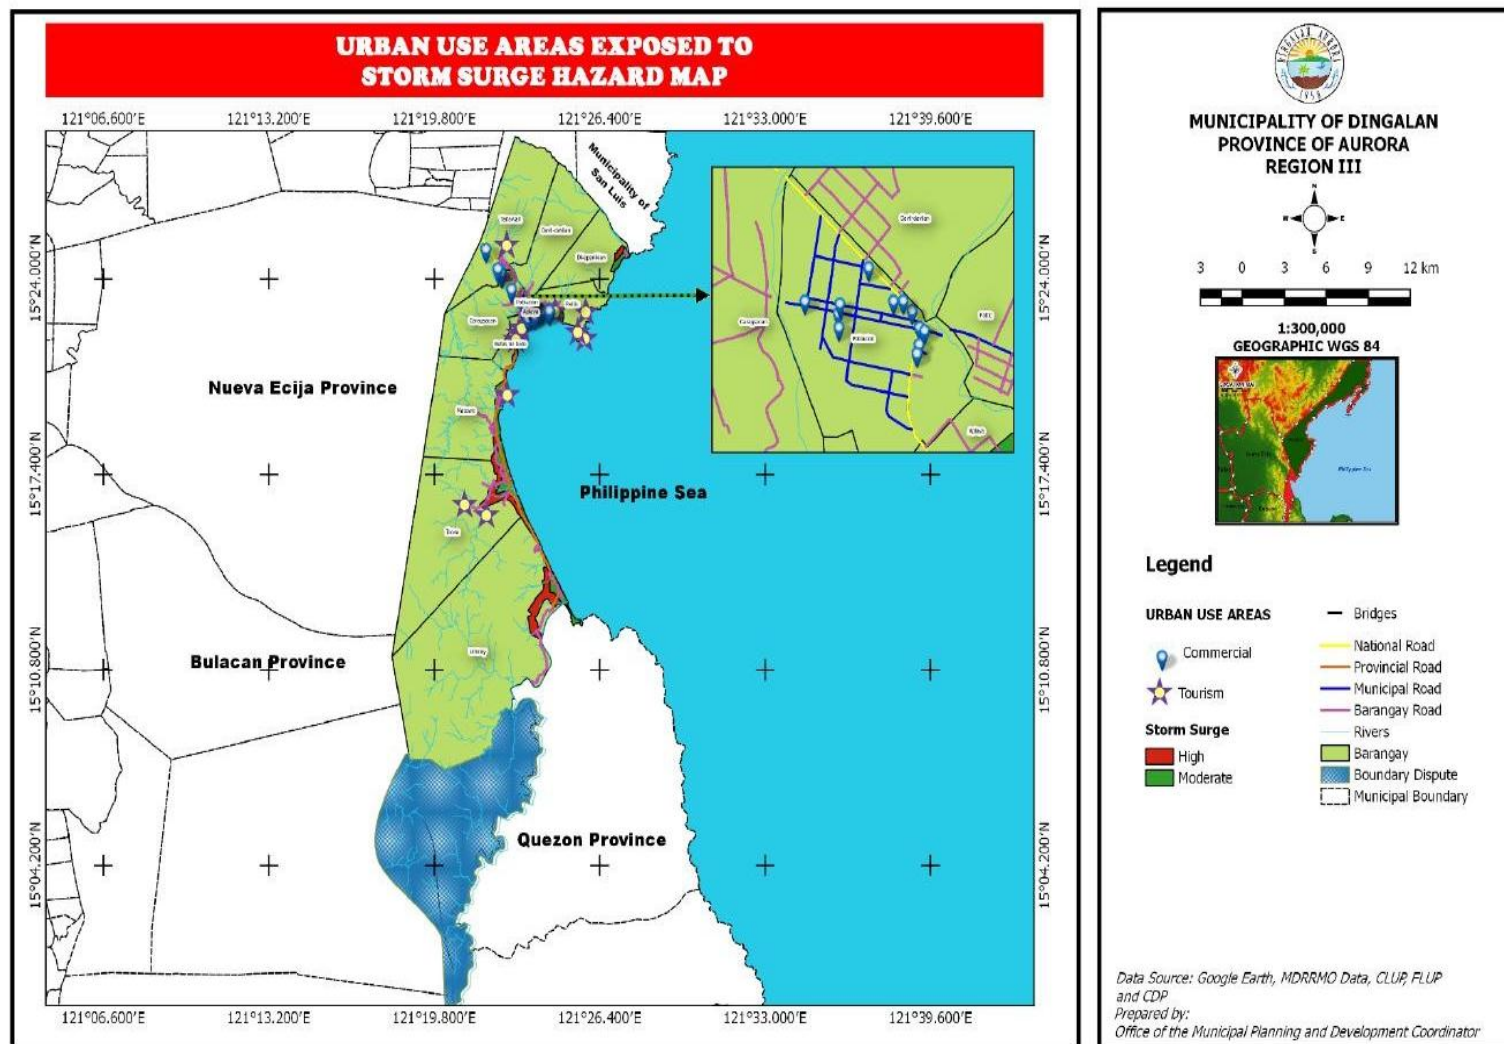 URBAN USE AREAS EXPOSED TO
STORM SURGE HAZARD MAP
121°06.600'E
121°13.200'E
121°19.800'E
121°26.400'E
121°33.000'E
121°39.600'E
15°24.000'N
15°17.400'N
15°10.800'N
15°04.200'N
Municipality of
San Luis
Nueva Ecija Province
Philippine Sea
Bulacan Province
Quezon Province
15°24.000'N
15°17.400'N
15°10.800'N
15°04.200'N
121°06.600'E
121°13.200'E
121°19.800'E
121°26.400'E
121°33.000'E
121°39.600'E
MUNICIPALITY OF DINGALAN
PROVINCE OF AURORA
REGION III
N
W
E
S
3 0 3 6 9 12 km
1:300,000
GEOGRAPHIC WGS 84
Philippine Sea
Legend
URBAN USE AREAS
Commercial
Tourism
Storm Surge
High
Moderate
Bridges
National Road
Provincial Road
Municipal Road
Barangay Road
Rivers
Barangay
Boundary Dispute
Municipal Boundary
Data Source: Google Earth, MDRRMO Data, CLUP, FLUP
and CDP
Prepared by:
Office of the Municipal Planning and Development Coordinator